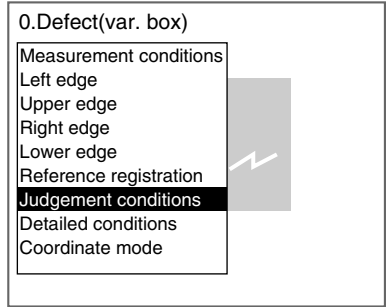 0.Defect(var. box)
Measurement conditions
Left edge
Upper edge
Right edge
Lower edge
Reference registration
Judgement conditions
Detailed conditions
Coordinate mode